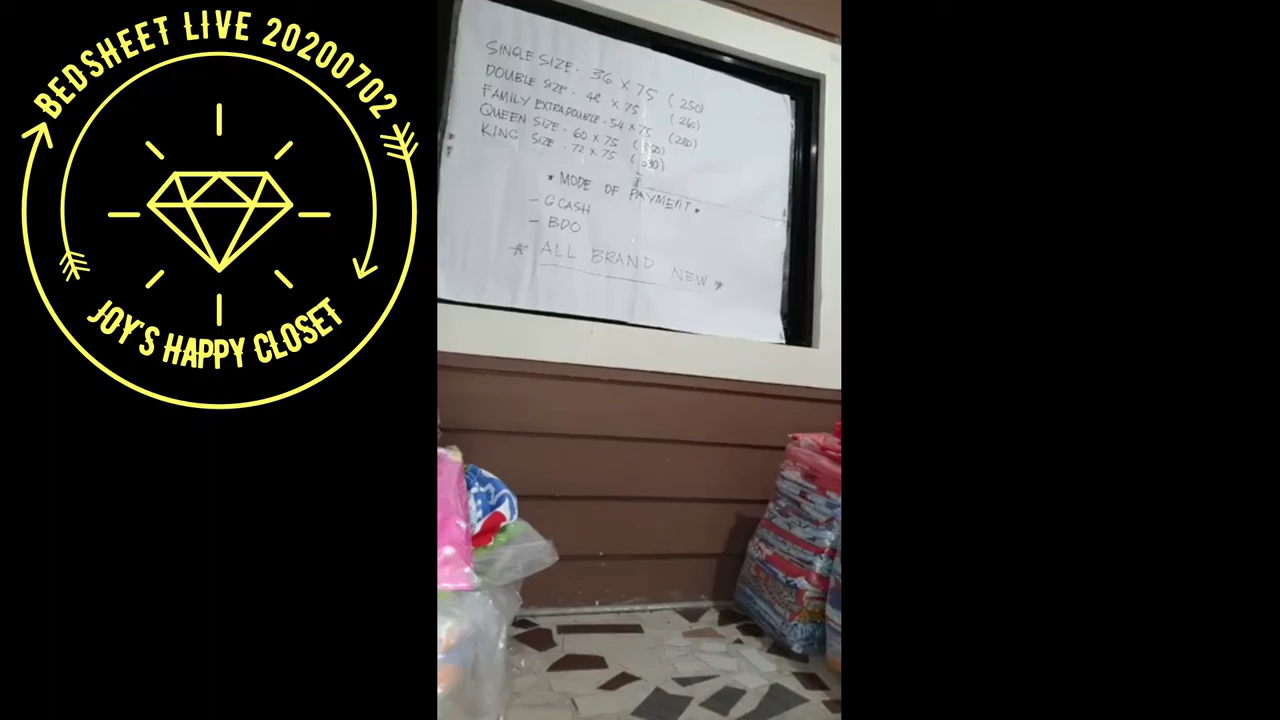 BEDSHEET LIVE 20200702
JOY'S HAPPY CLOSET
SINGLE SIZE - 36 X 75 (250)
DOUBLE SIZE - 48 X 75 (260)
FAMILY EXTRA DOUBLE - 54 X 75 (280)
QUEEN SIZE - 60 X 75
KING SIZE - 72 X 75
* MODE OF PAYMENT *
- GCASH
- BDO
* ALL BRAND NEW *